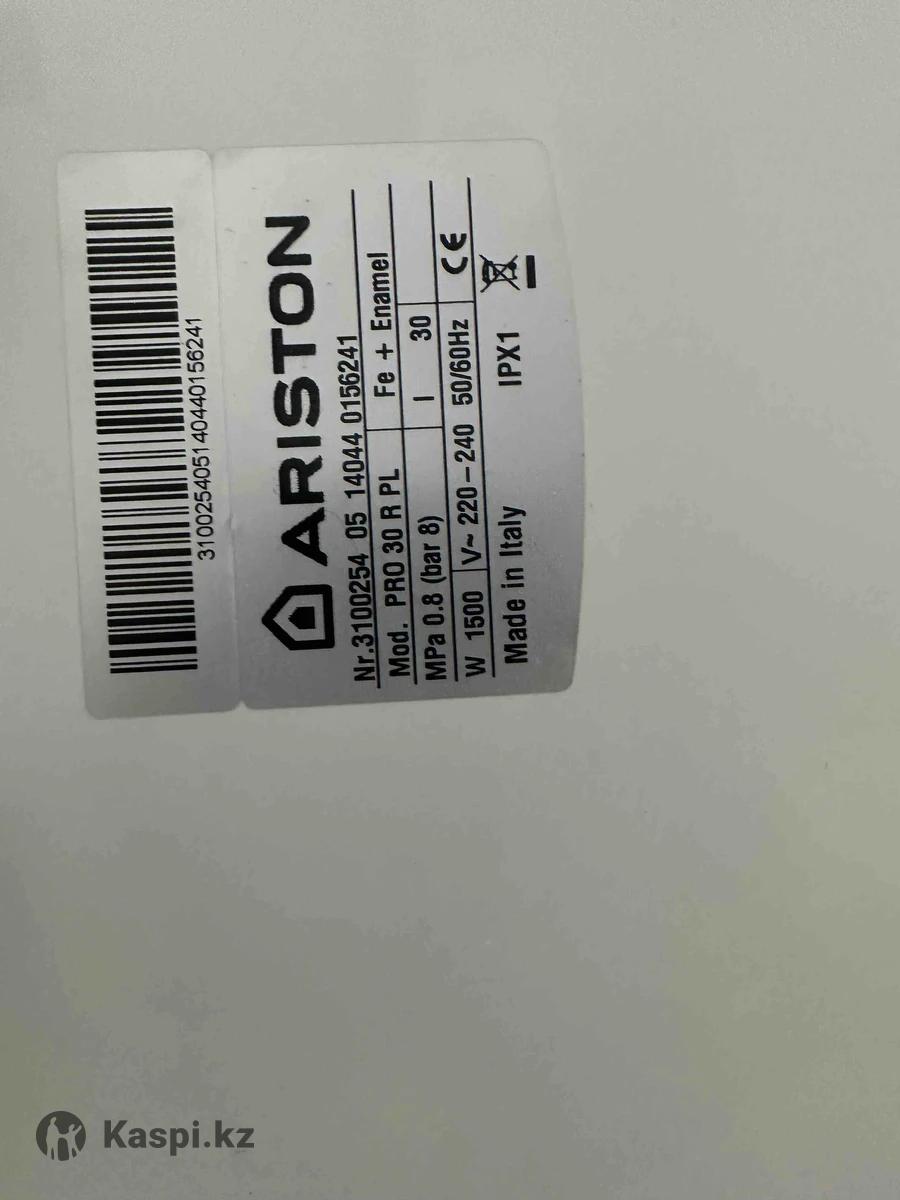 310025405140440156241
ARISTON
Nr.3100254 05 14044 0156241
Mod. PRO 30 R PL Fe + Enamel
MPa 0.8 (bar 8) l 30
W 1500 V~ 220-240 50/60Hz CE
Made in Italy IPX1
Kaspi.kz